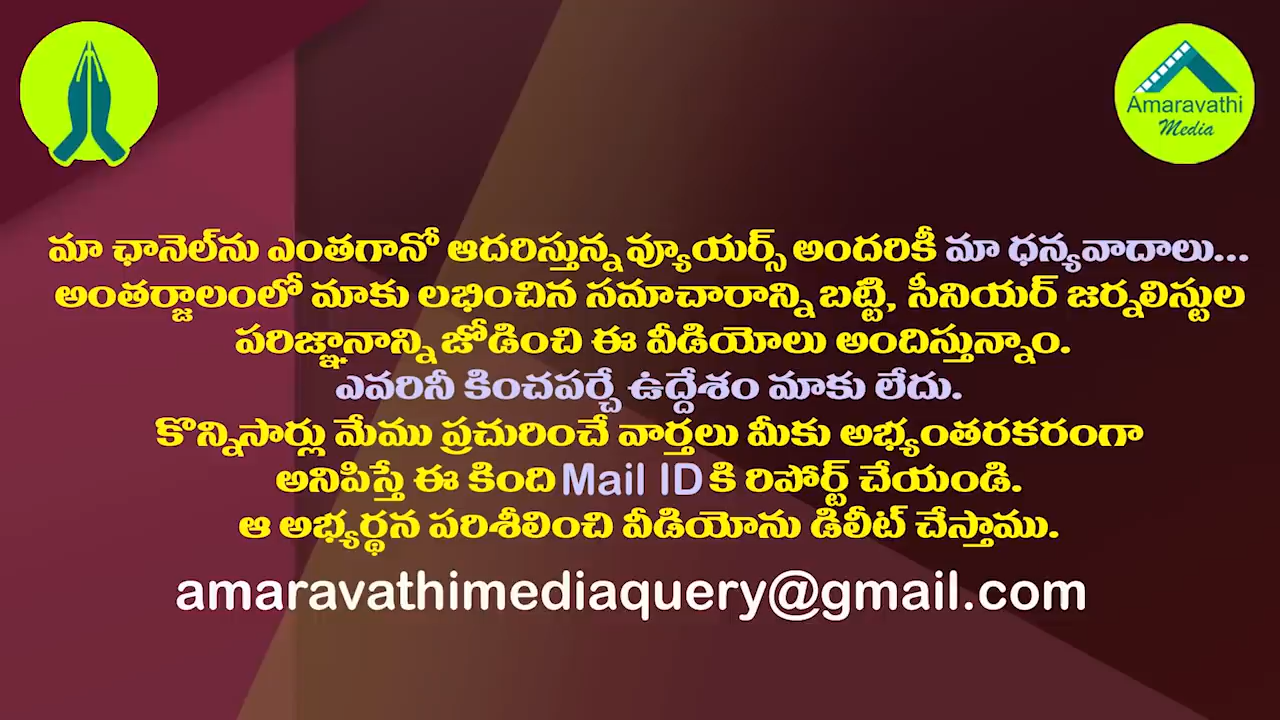 Amaravathi
Media
మా ఛానెల్‌ను ఎంతగానో ఆదరిస్తున్న వ్యూయర్స్ అందరికీ మా ధన్యవాదాలు...
అంతర్జాలంలో మాకు లభించిన సమాచారాన్ని బట్టి, సీనియర్ జర్నలిస్టుల
పరిజ్ఞానాన్ని జోడించి ఈ వీడియోలు అందిస్తున్నాం.
ఎవరినీ కించపర్చే ఉద్దేశం మాకు లేదు.
కొన్నిసార్లు మేము ప్రచురించే వార్తలు మీకు అభ్యంతరకరంగా
అనిపిస్తే ఈ కింది Mail ID కి రిపోర్ట్ చేయండి.
ఆ అభ్యర్థన పరిశీలించి వీడియోను డిలీట్ చేస్తాము.
amaravathimediaquery@gmail.com